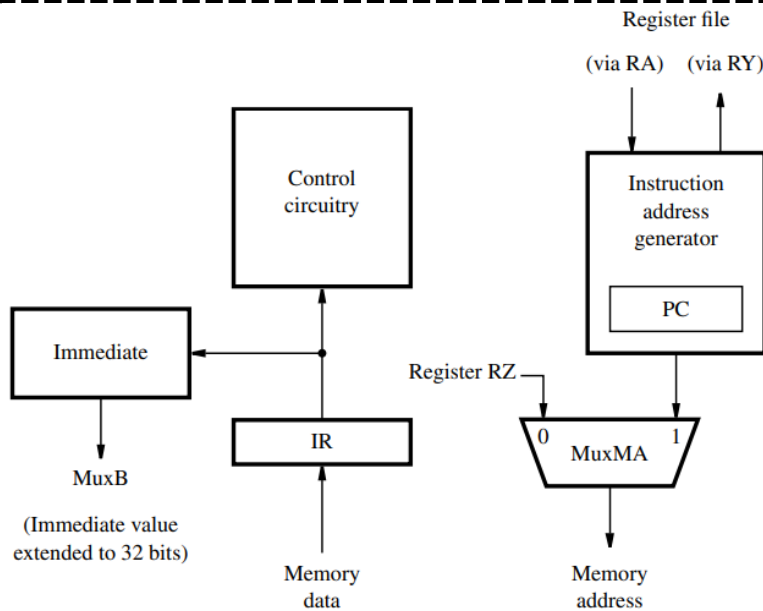 Register file
(via RA) (via RY)
Control
circuitry
Instruction
address
generator
PC
Immediate
Register RZ
IR
0 1
MuxMA
MuxB
(Immediate value
extended to 32 bits)
Memory
data
Memory
address